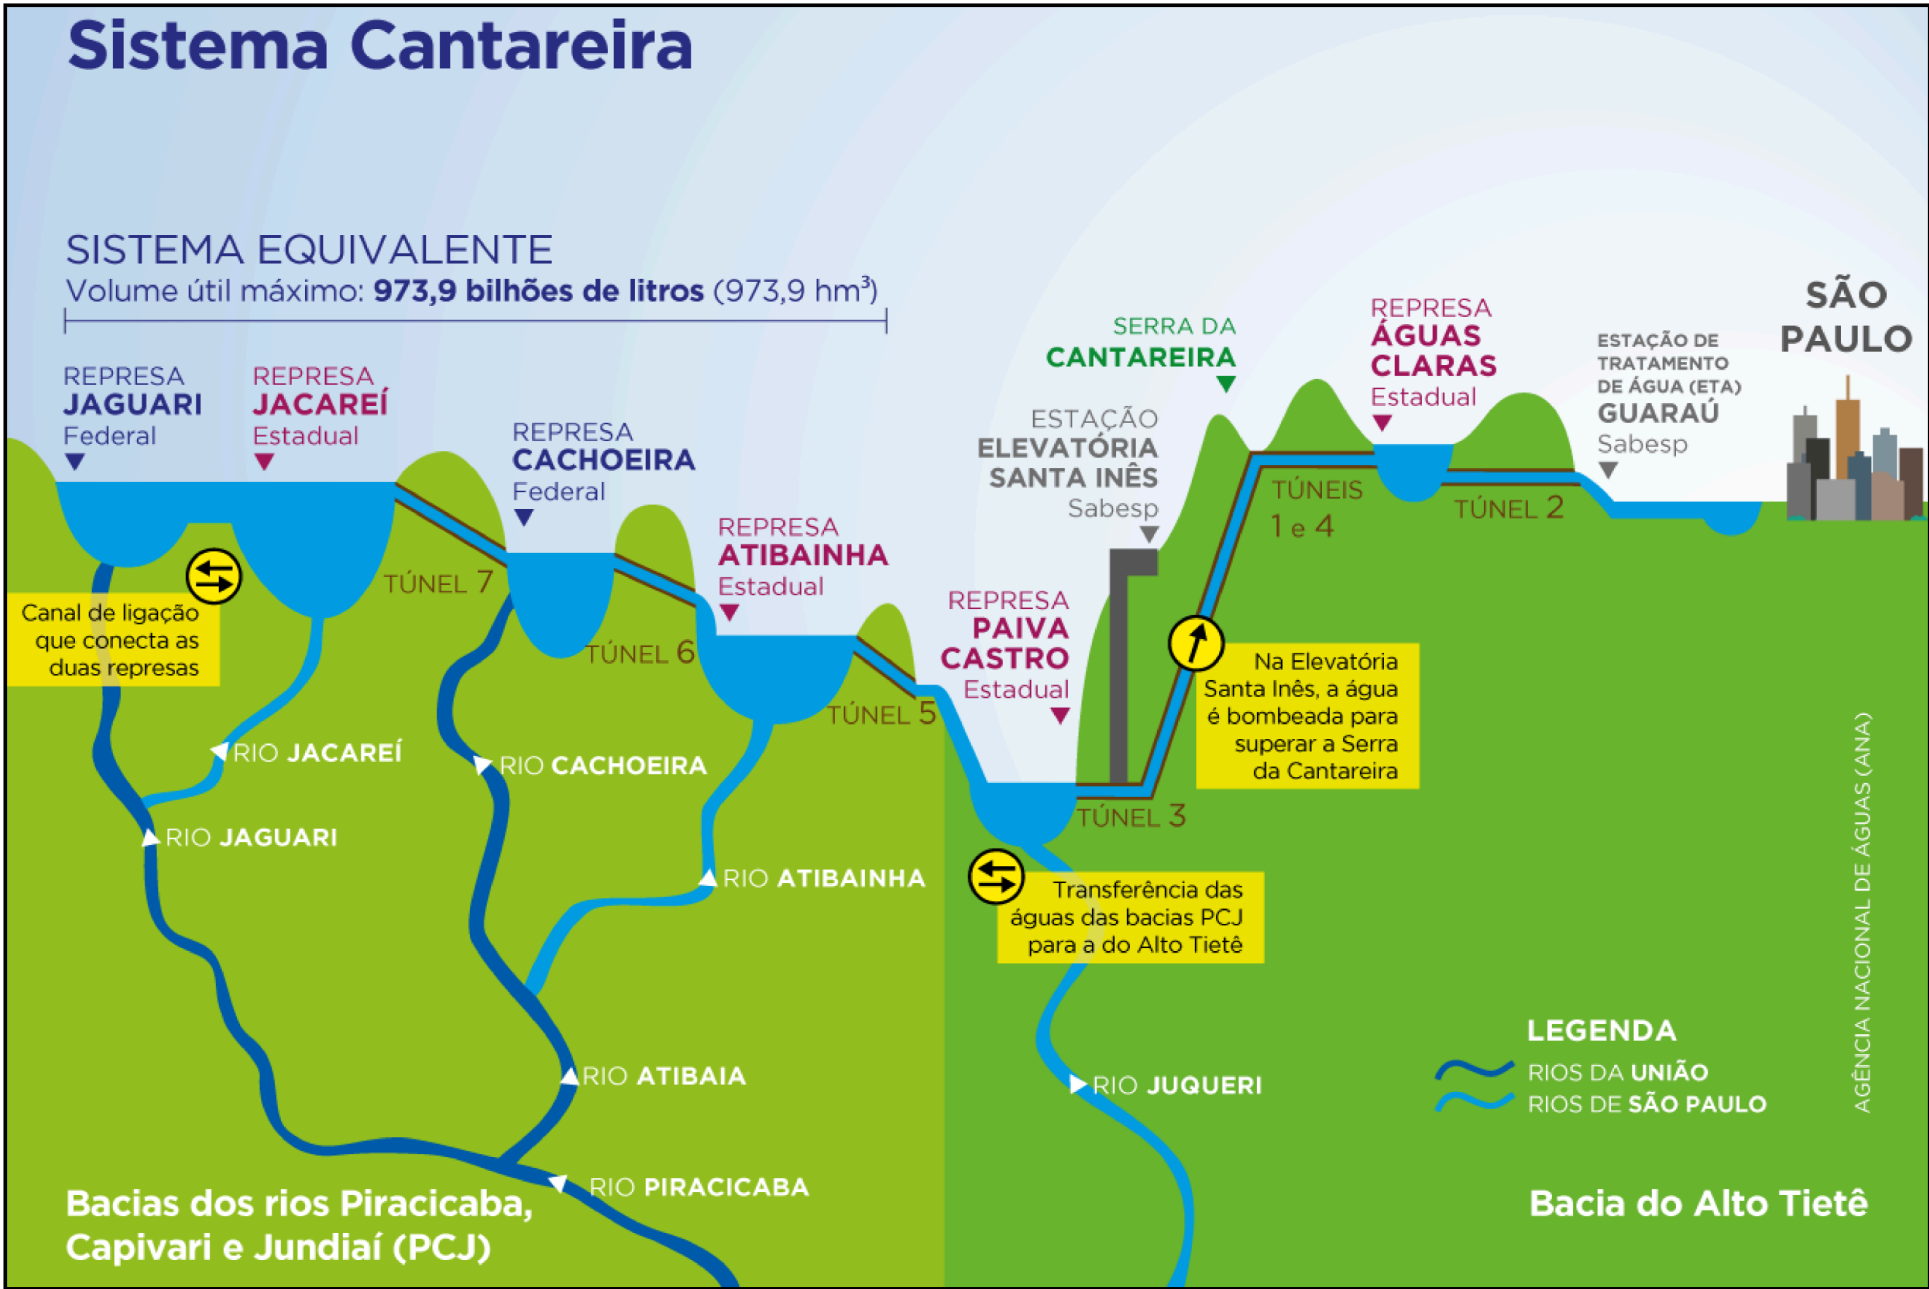 Sistema Cantareira
SISTEMA EQUIVALENTE
Volume útil máximo: 973,9 bilhões de litros (973,9 hm³)
REPRESA
JAGUARI
Federal
REPRESA
JACAREÍ
Estadual
REPRESA
CACHOEIRA
Federal
REPRESA
ATIBAINHA
Estadual
REPRESA
PAIVA
CASTRO
Estadual
ESTAÇÃO
ELEVATÓRIA
SANTA INÊS
Sabesp
SERRA DA
CANTAREIRA
REPRESA
ÁGUAS
CLARAS
Estadual
ESTAÇÃO DE
TRATAMENTO
DE ÁGUA (ETA)
GUARAÚ
Sabesp
SÃO
PAULO
TÚNEL 7
TÚNEL 6
TÚNEL 5
TÚNEL 3
TÚNEIS
1 e 4
TÚNEL 2
Canal de ligação
que conecta as
duas represas
Na Elevatória
Santa Inês, a água
é bombeada para
superar a Serra
da Cantareira
Transferência das
águas das bacias PCJ
para a do Alto Tietê
RIO JACAREÍ
RIO JAGUARI
RIO CACHOEIRA
RIO ATIBAINHA
RIO ATIBAIA
RIO PIRACICABA
RIO JUQUERI
LEGENDA
RIOS DA UNIÃO
RIOS DE SÃO PAULO
Bacias dos rios Piracicaba,
Capivari e Jundiaí (PCJ)
Bacia do Alto Tietê
AGÊNCIA NACIONAL DE ÁGUAS (ANA)